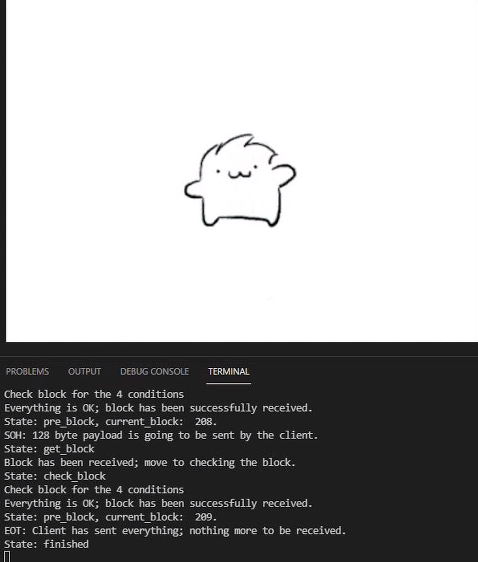 PROBLEMS OUTPUT DEBUG CONSOLE TERMINAL
Check block for the 4 conditions
Everything is OK; block has been successfully received.
State: pre_block, current_block:  208.
SOH: 128 byte payload is going to be sent by the client.
State: get_block
Block has been received; move to checking the block.
State: check_block
Check block for the 4 conditions
Everything is OK; block has been successfully received.
State: pre_block, current_block:  209.
EOT: Client has sent everything; nothing more to be received.
State: finished